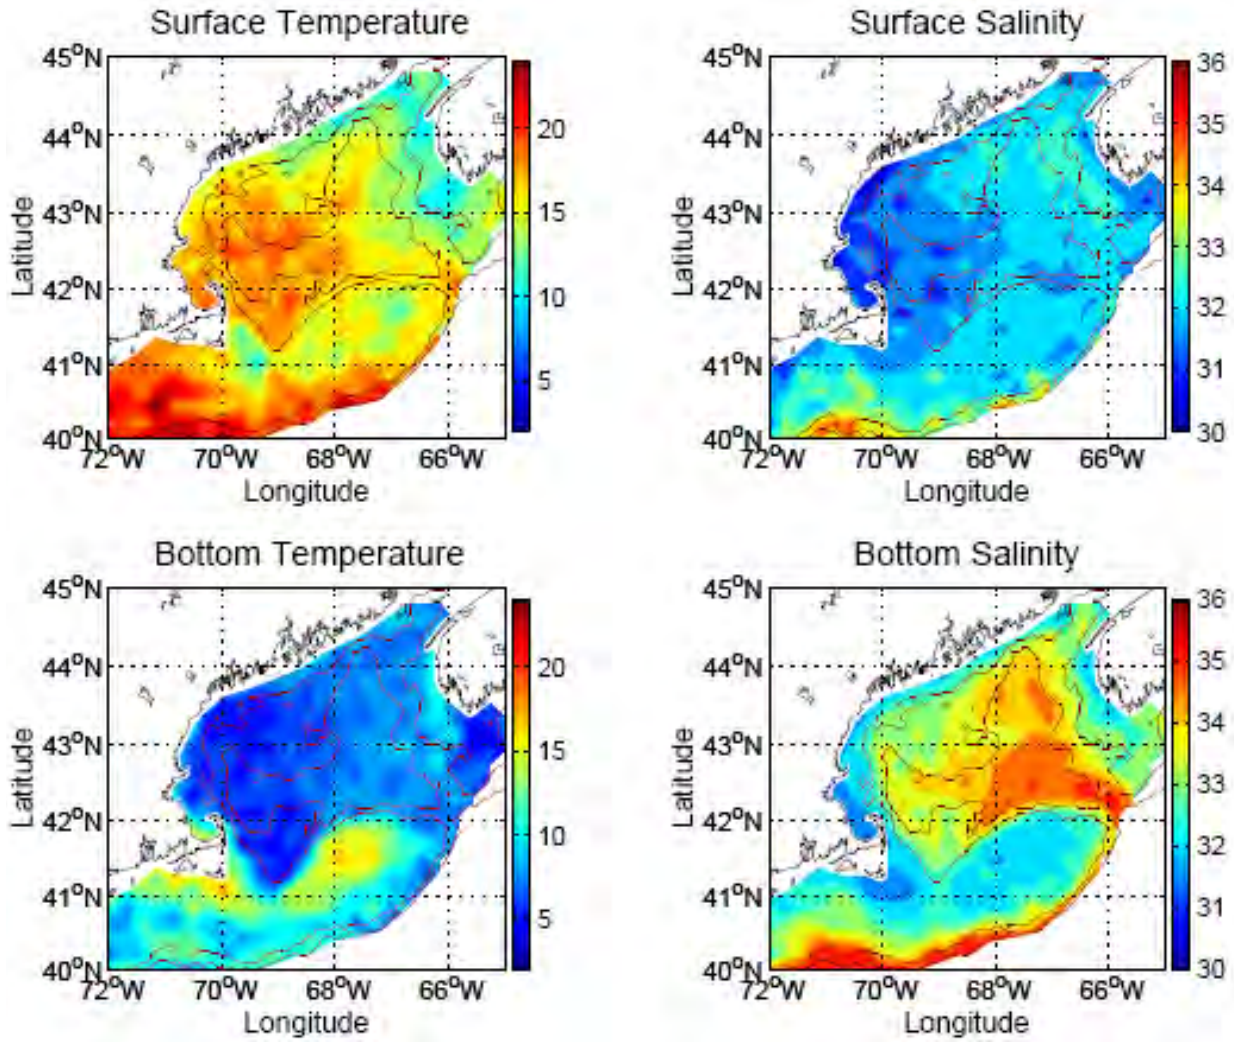 Surface Temperature
45°N
44°N
43°N
42°N
41°N
40°N
72°W 70°W 68°W 66°W
Latitude
Longitude
20
15
10
5
Surface Salinity
45°N
44°N
43°N
42°N
41°N
40°N
72°W 70°W 68°W 66°W
Latitude
Longitude
36
35
34
33
32
31
30
Bottom Temperature
45°N
44°N
43°N
42°N
41°N
40°N
72°W 70°W 68°W 66°W
Latitude
Longitude
20
15
10
5
Bottom Salinity
45°N
44°N
43°N
42°N
41°N
40°N
72°W 70°W 68°W 66°W
Latitude
Longitude
36
35
34
33
32
31
30